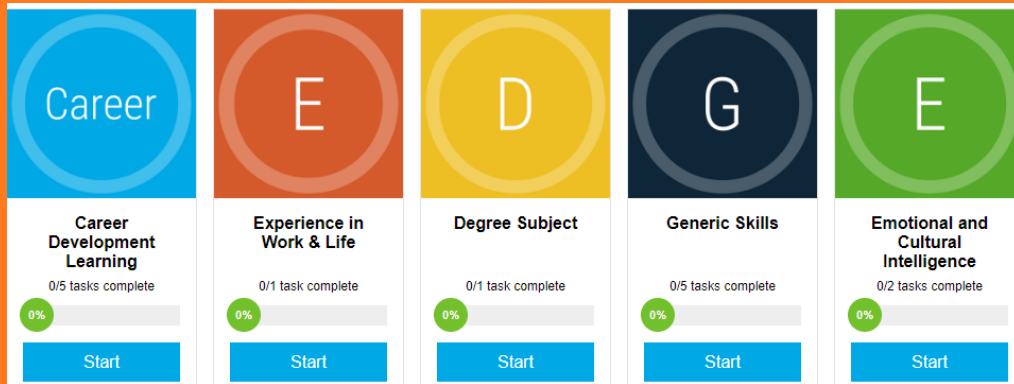 Career
E
D
G
E
Career
Development
Learning
0/5 tasks complete
0%
Start
Experience in
Work & Life
0/1 task complete
0%
Start
Degree Subject
0/1 task complete
0%
Start
Generic Skills
0/5 tasks complete
0%
Start
Emotional and
Cultural
Intelligence
0/2 tasks complete
0%
Start